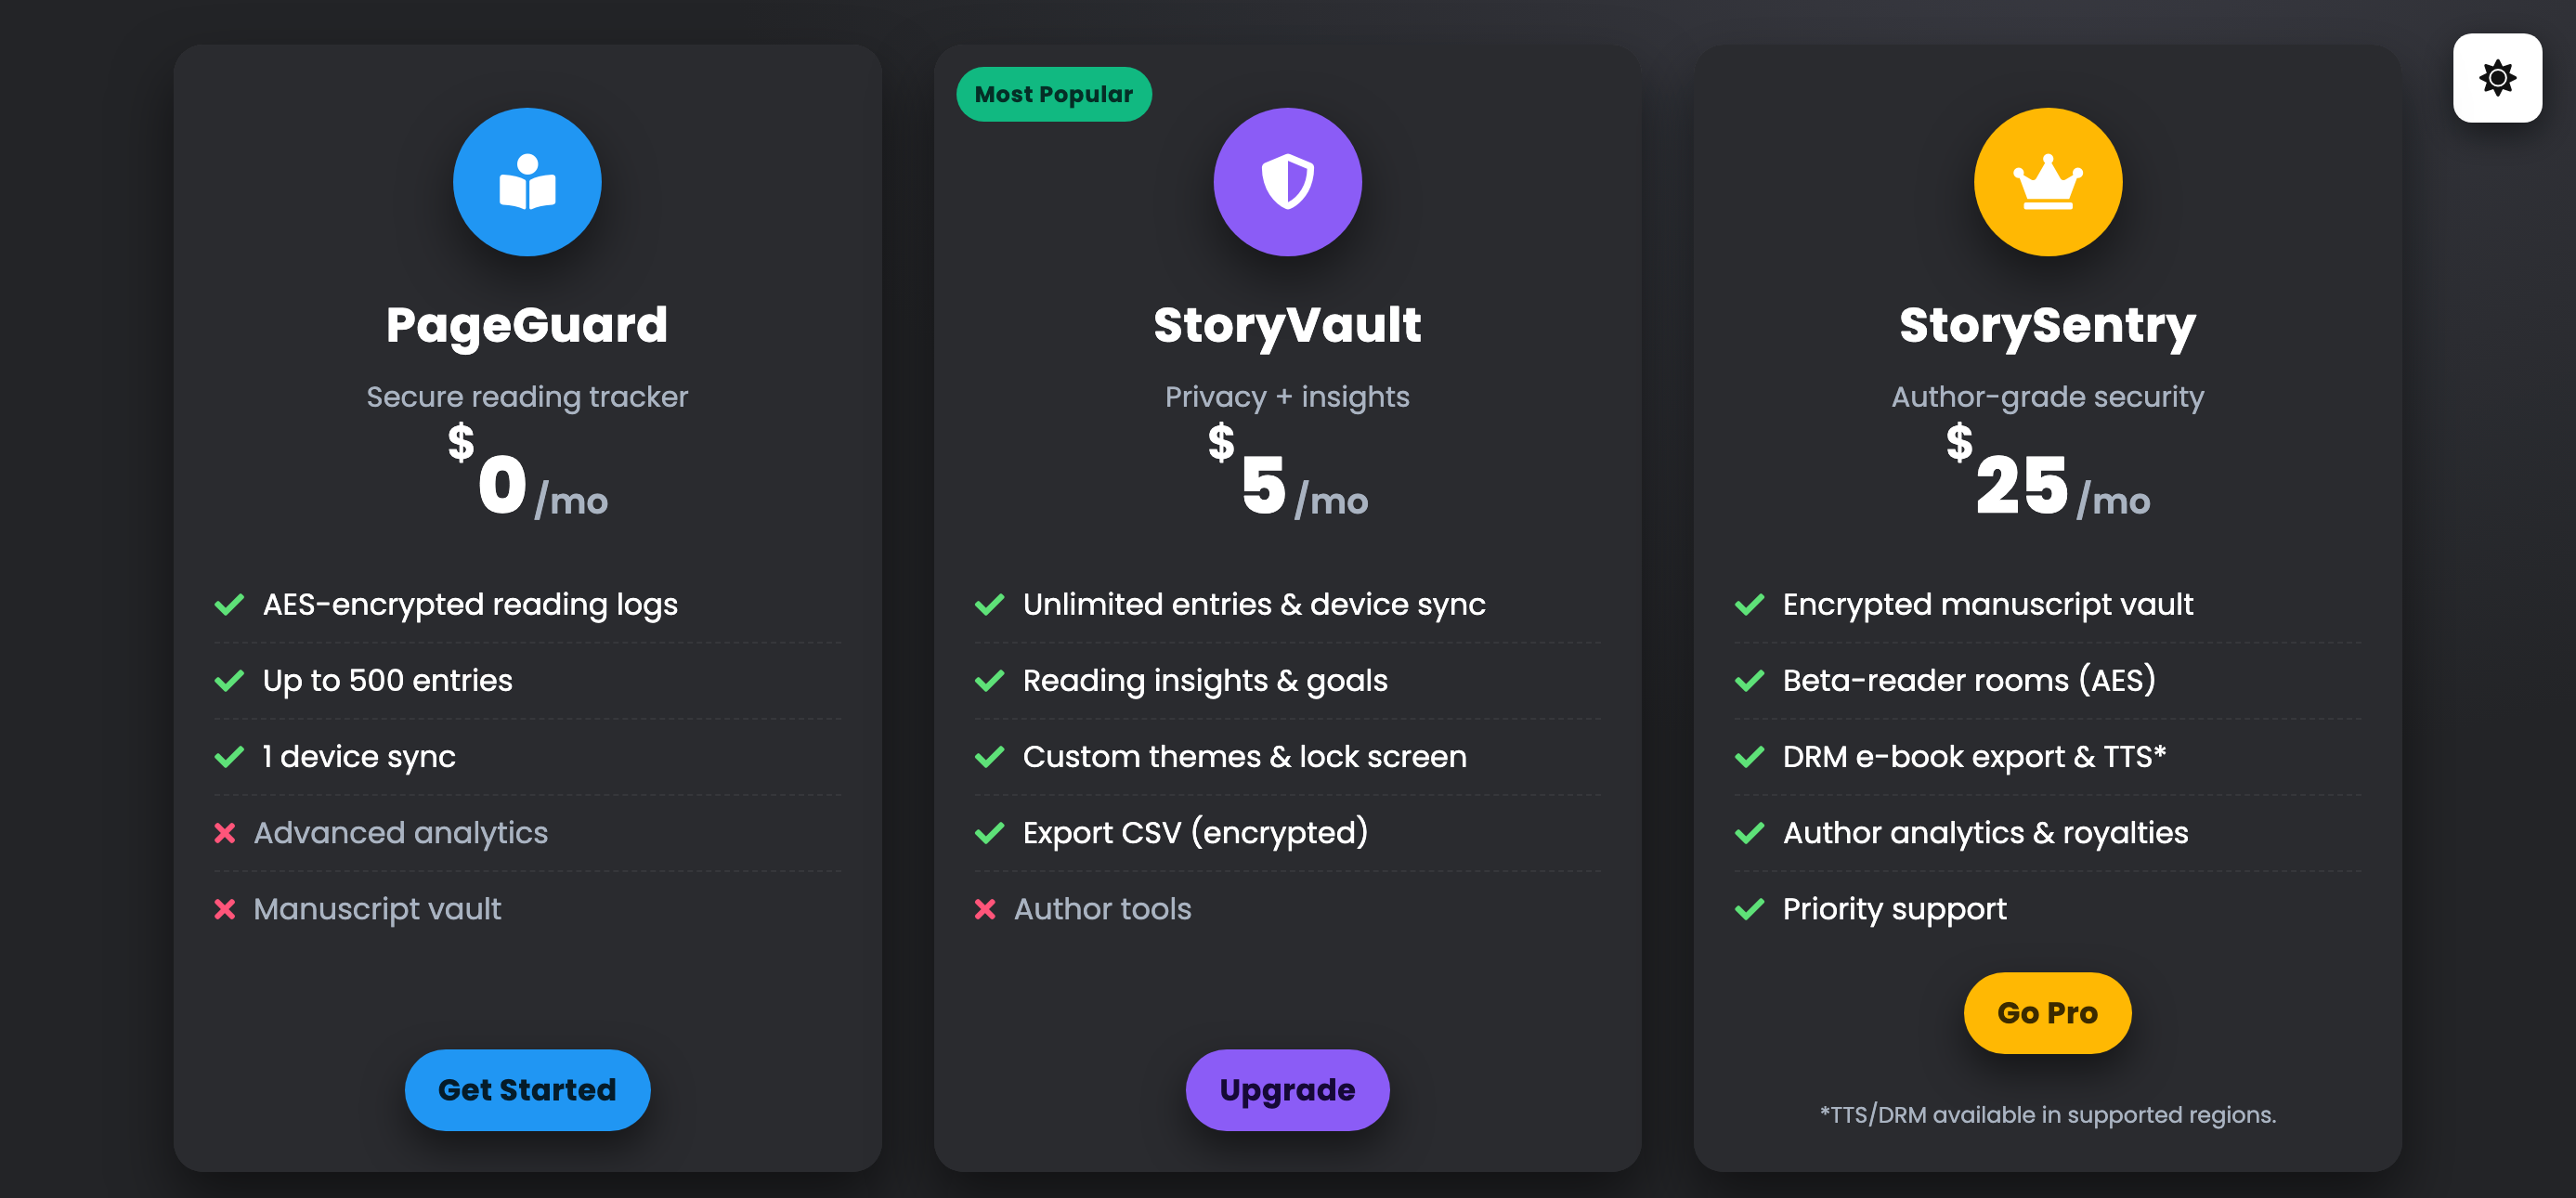 PageGuard
Secure reading tracker
$0/mo
AES-encrypted reading logs
Up to 500 entries
1 device sync
Advanced analytics
Manuscript vault
Get Started
Most Popular
StoryVault
Privacy + insights
$5/mo
Unlimited entries & device sync
Reading insights & goals
Custom themes & lock screen
Export CSV (encrypted)
Author tools
Upgrade
StorySentry
Author-grade security
$25/mo
Encrypted manuscript vault
Beta-reader rooms (AES)
DRM e-book export & TTS*
Author analytics & royalties
Priority support
Go Pro
*TTS/DRM available in supported regions.